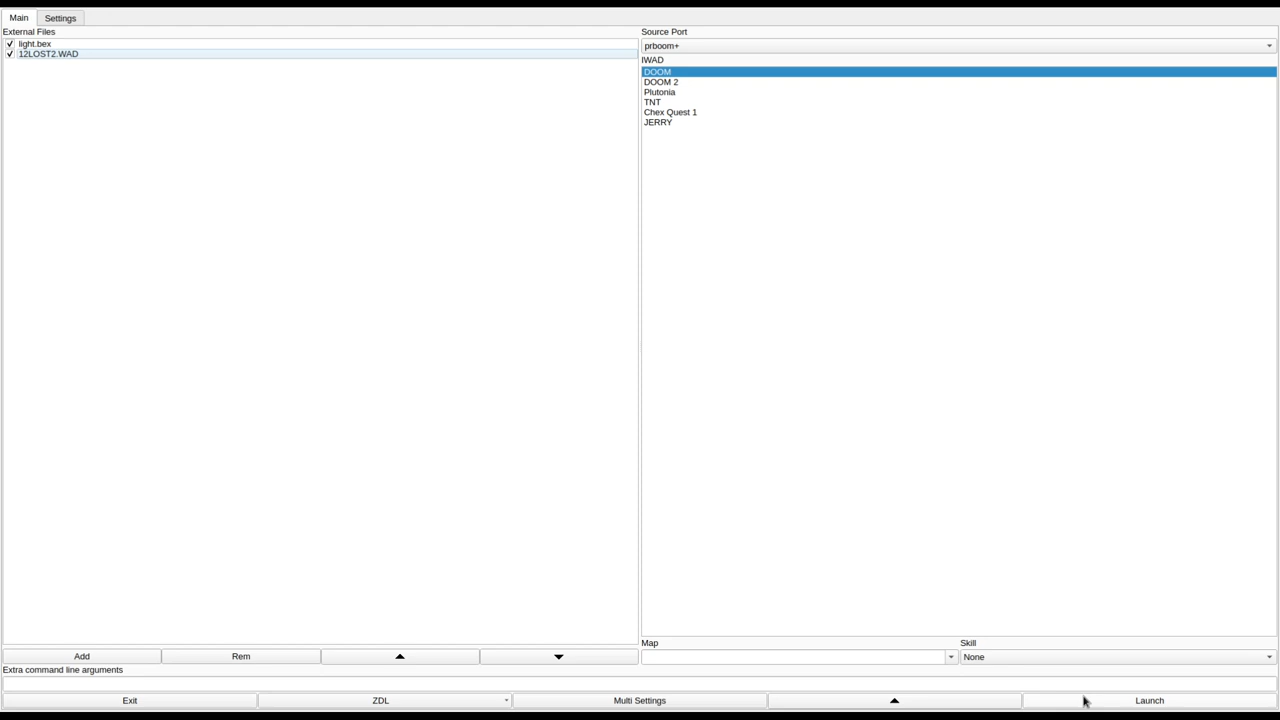 Main
Settings
External Files
light.bex
12LOST2.WAD
Add
Rem
Source Port
prboom+
IWAD
DOOM
DOOM 2
Plutonia
TNT
Chex Quest 1
JERRY
Map
Skill
None
Extra command line arguments
Exit
ZDL
Multi Settings
Launch